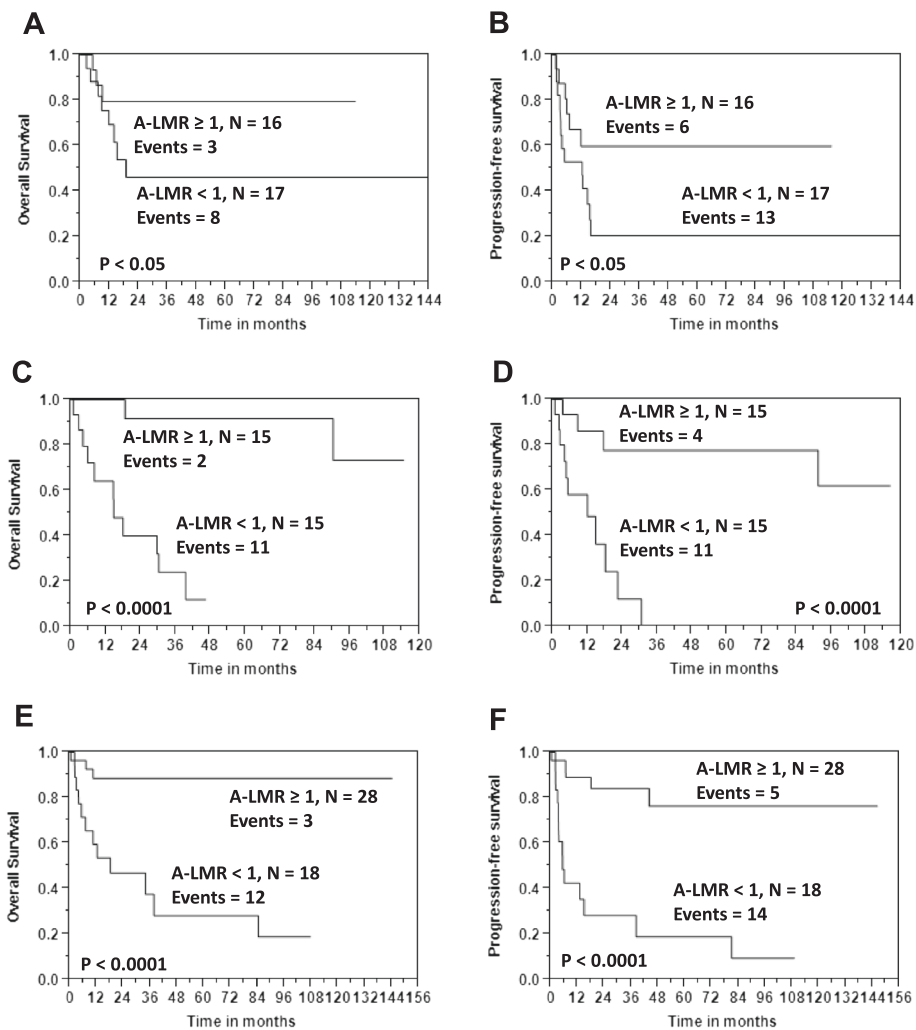 A
Overall Survival
1.0
0.8
0.6
0.4
0.2
0.0
A-LMR ≥ 1, N = 16
Events = 3
A-LMR < 1, N = 17
Events = 8
P < 0.05
0 12 24 36 48 60 72 84 96 108 132 144
Time in months
B
Progression-free survival
1.0
0.8
0.6
0.4
0.2
0.0
A-LMR ≥ 1, N = 16
Events = 6
A-LMR < 1, N = 17
Events = 13
P < 0.05
0 12 24 36 48 60 72 84 96 108 132 144
Time in months
C
Overall Survival
1.0
0.8
0.6
0.4
0.2
0.0
A-LMR ≥ 1, N = 15
Events = 2
A-LMR < 1, N = 15
Events = 11
P < 0.0001
0 12 24 36 48 60 72 84 96 108 120
Time in months
D
Progression-free survival
1.0
0.8
0.6
0.4
0.2
0.0
A-LMR ≥ 1, N = 15
Events = 4
A-LMR < 1, N = 15
Events = 11
P < 0.0001
0 12 24 36 48 60 72 84 96 108 120
Time in months
E
Overall Survival
1.0
0.8
0.6
0.4
0.2
0.0
A-LMR ≥ 1, N = 28
Events = 3
A-LMR < 1, N = 18
Events = 12
P < 0.0001
0 12 24 36 48 60 72 84 96 108 120 132 144 156
Time in months
F
Progression-free survival
1.0
0.8
0.6
0.4
0.2
0.0
A-LMR ≥ 1, N = 28
Events = 5
A-LMR < 1, N = 18
Events = 14
P < 0.0001
0 12 24 36 48 60 72 84 96 108 120 132 144 156
Time in months